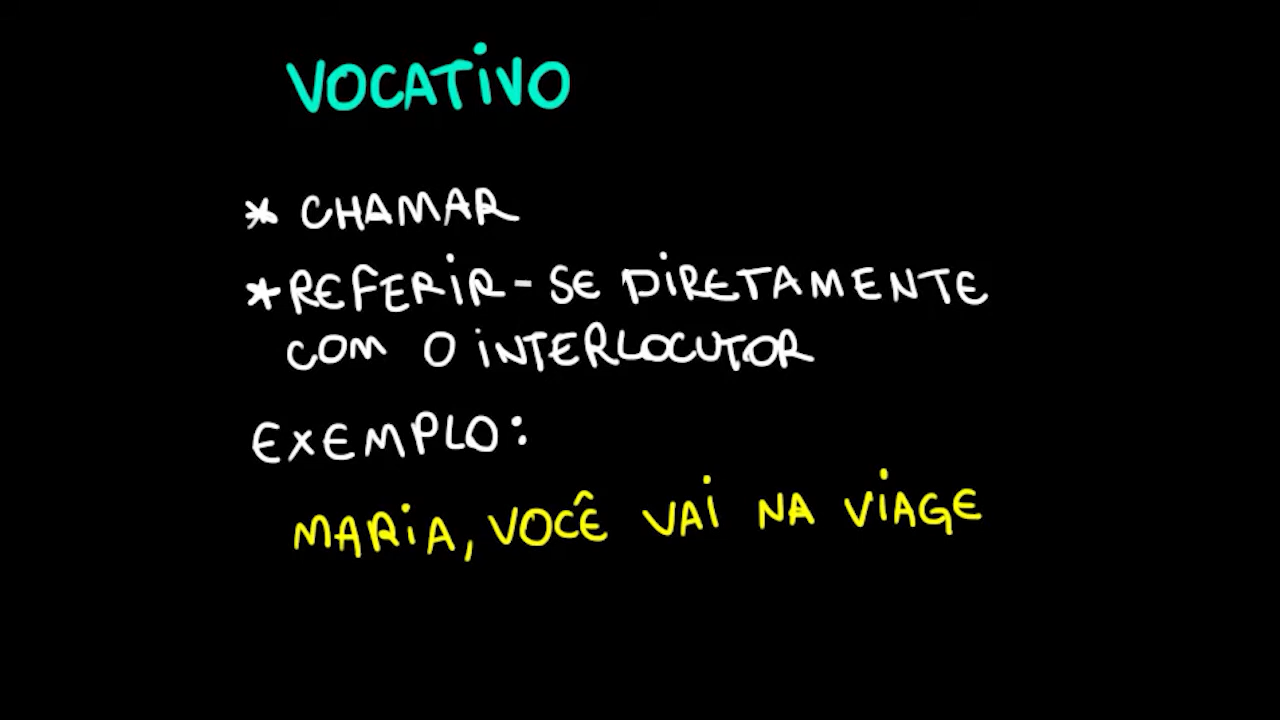 VOCATIVO
* CHAMAR
* REFERIR-SE DIRETAMENTE
COM O INTERLOCUTOR
EXEMPLO:
MARIA, VOCÊ VAI NA VIAGE